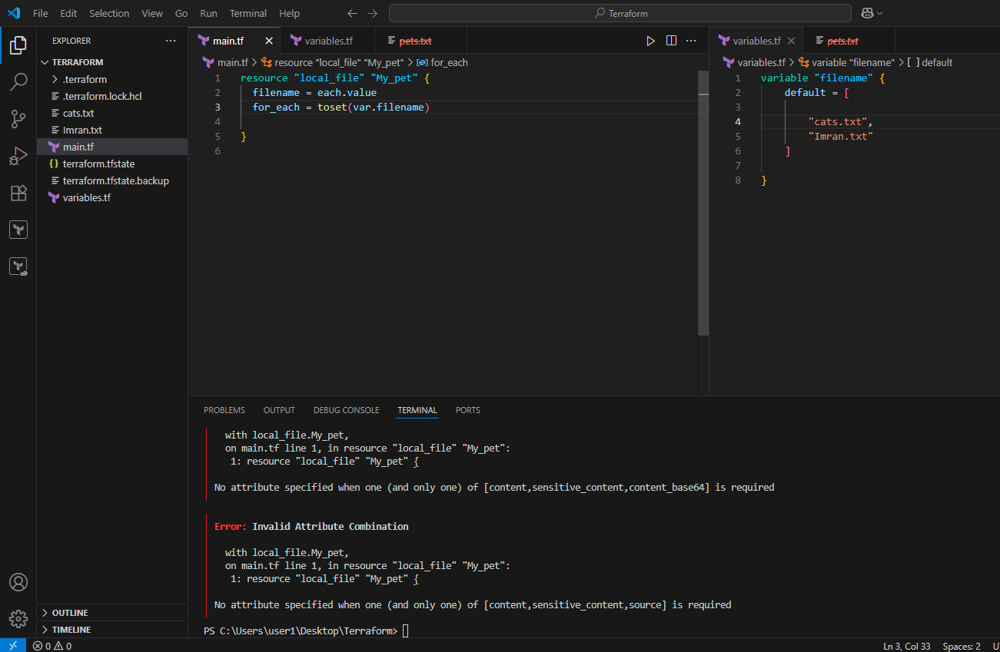 File Edit Selection View Go Run Terminal Help
Terraform
EXPLORER
TERRAFORM
.terraform
.terraform.lock.hcl
cats.txt
Imran.txt
main.tf
{} terraform.tfstate
terraform.tfstate.backup
variables.tf
OUTLINE
TIMELINE
main.tf variables.tf pets.txt
main.tf > resource "local_file" "My_pet" > for_each
1 resource "local_file" "My_pet" {
2 filename = each.value
3 for_each = toset(var.filename)
4
5 }
6
variables.tf pets.txt
variables.tf > variable "filename" > [ ] default
1 variable "filename" {
2 default = [
3
4 "cats.txt",
5 "Imran.txt"
6 ]
7
8 }
PROBLEMS OUTPUT DEBUG CONSOLE TERMINAL PORTS
with local_file.My_pet,
on main.tf line 1, in resource "local_file" "My_pet":
1: resource "local_file" "My_pet" {
No attribute specified when one (and only one) of [content,sensitive_content,content_base64] is required
Error: Invalid Attribute Combination
with local_file.My_pet,
on main.tf line 1, in resource "local_file" "My_pet":
1: resource "local_file" "My_pet" {
No attribute specified when one (and only one) of [content,sensitive_content,source] is required
PS C:\Users\user1\Desktop\Terraform>
0 0
Ln 3, Col 33 Spaces: 2 U